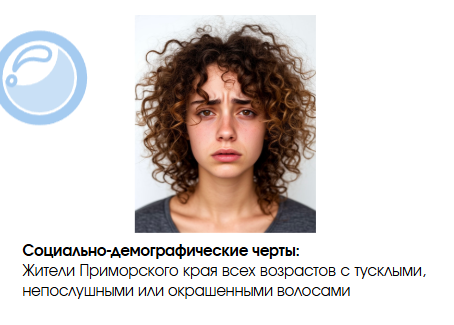 Социально-демографические черты:
Жители Приморского края всех возрастов с тусклыми,
непослушными или окрашенными волосами